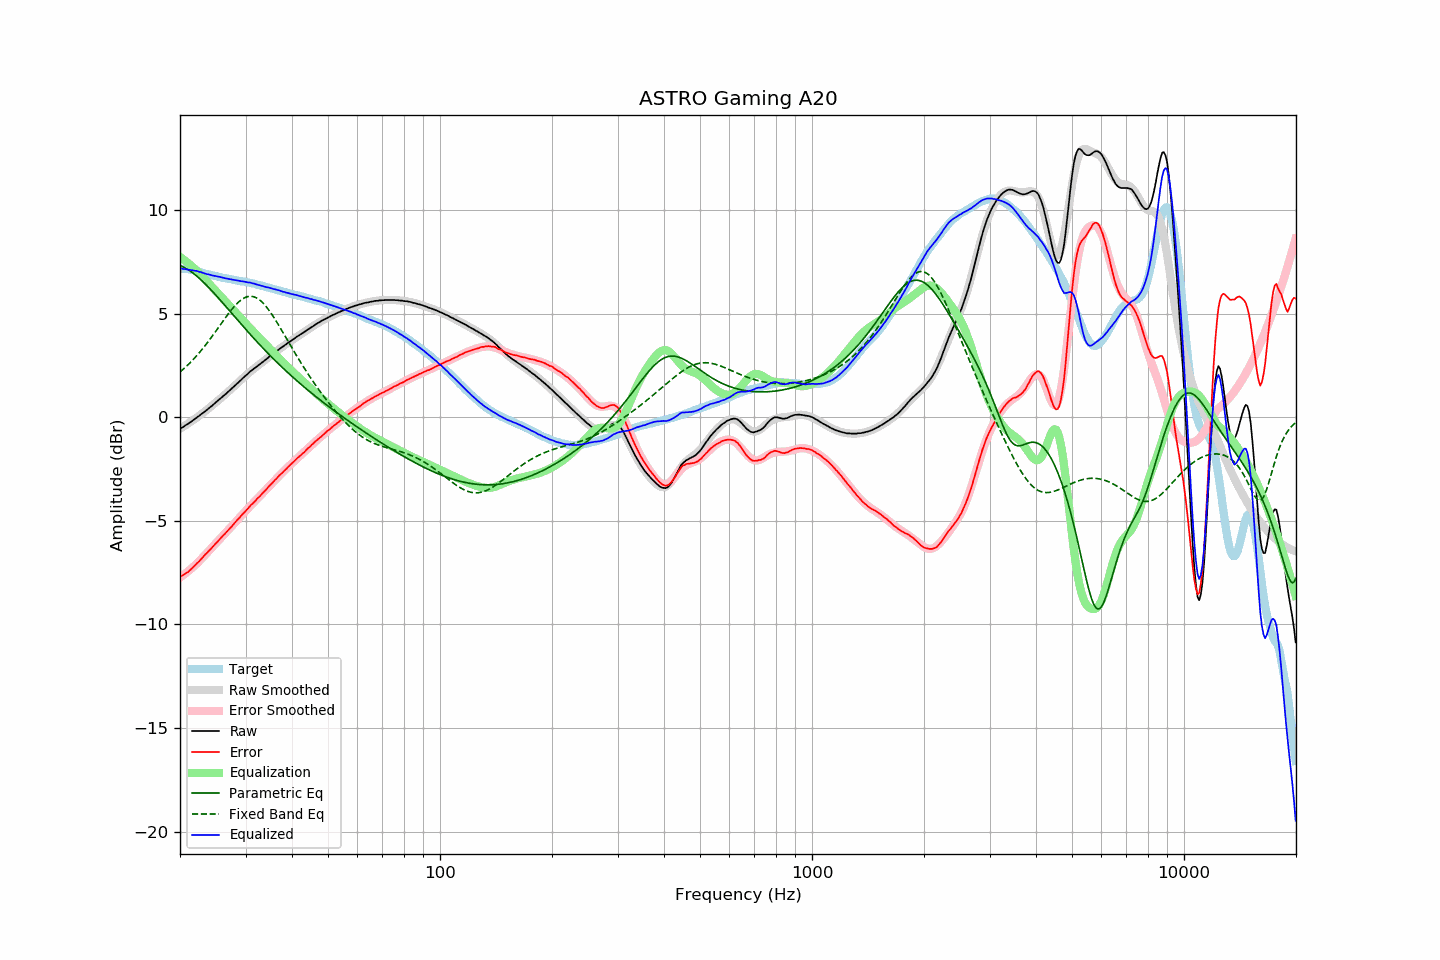 ASTRO Gaming A20
Amplitude (dBr)
10
5
0
−5
−10
−15
−20
Target
Raw Smoothed
Error Smoothed
Raw
Error
Equalization
Parametric Eq
Fixed Band Eq
Equalized
100
1000
10000
Frequency (Hz)